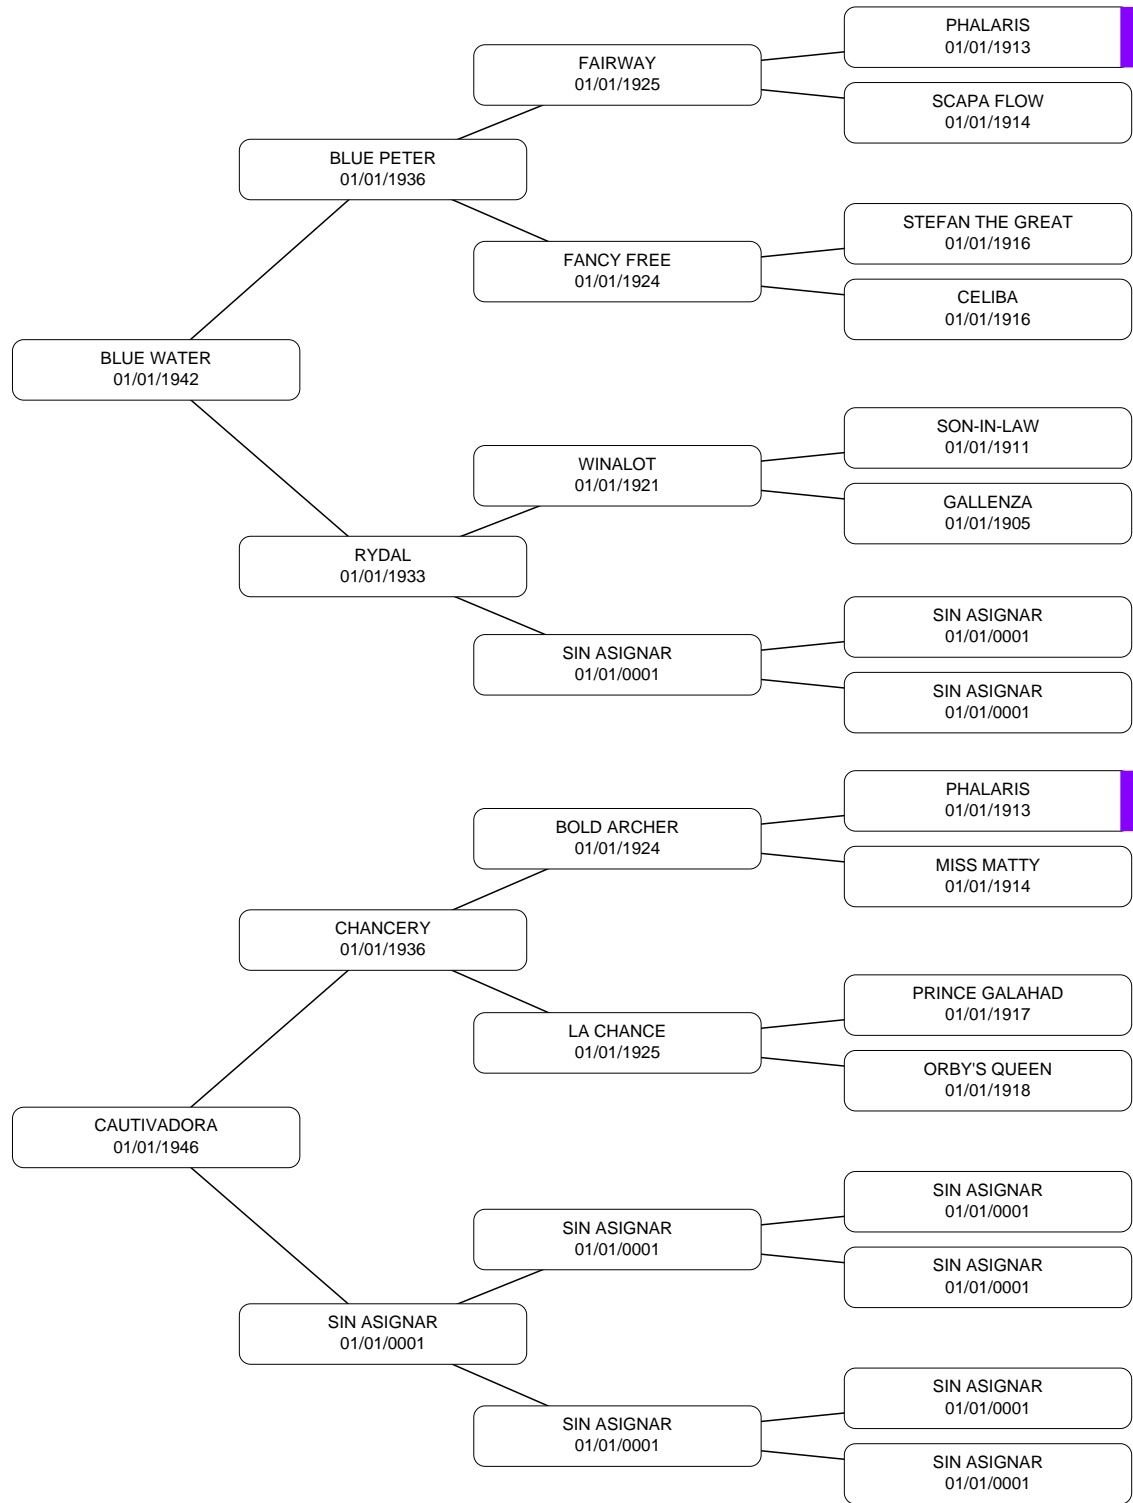 PHALARIS
01/01/1913
FAIRWAY
01/01/1925
SCAPA FLOW
01/01/1914
BLUE PETER
01/01/1936
STEFAN THE GREAT
01/01/1916
FANCY FREE
01/01/1924
CELIBA
01/01/1916
BLUE WATER
01/01/1942
SON-IN-LAW
01/01/1911
WINALOT
01/01/1921
GALLENZA
01/01/1905
RYDAL
01/01/1933
SIN ASIGNAR
01/01/0001
SIN ASIGNAR
01/01/0001
SIN ASIGNAR
01/01/0001
PHALARIS
01/01/1913
BOLD ARCHER
01/01/1924
MISS MATTY
01/01/1914
CHANCERY
01/01/1936
PRINCE GALAHAD
01/01/1917
LA CHANCE
01/01/1925
ORBY'S QUEEN
01/01/1918
CAUTIVADORA
01/01/1946
SIN ASIGNAR
01/01/0001
SIN ASIGNAR
01/01/0001
SIN ASIGNAR
01/01/0001
SIN ASIGNAR
01/01/0001
SIN ASIGNAR
01/01/0001
SIN ASIGNAR
01/01/0001
SIN ASIGNAR
01/01/0001